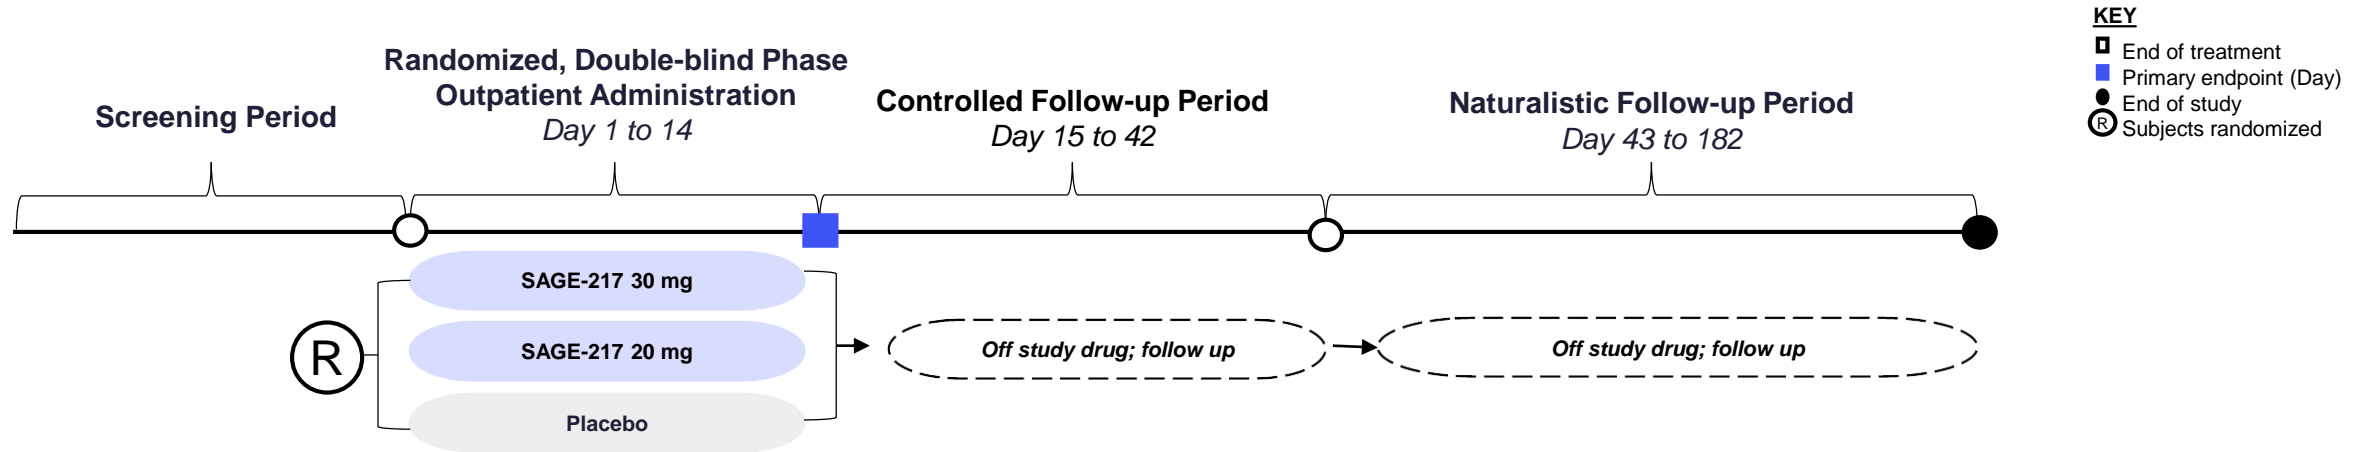 KEY
End of treatment
Primary endpoint (Day)
End of study
R Subjects randomized
Screening Period
Randomized, Double-blind Phase
Outpatient Administration
Day 1 to 14
Controlled Follow-up Period
Day 15 to 42
Naturalistic Follow-up Period
Day 43 to 182
R
SAGE-217 30 mg
SAGE-217 20 mg
Placebo
Off study drug; follow up
Off study drug; follow up